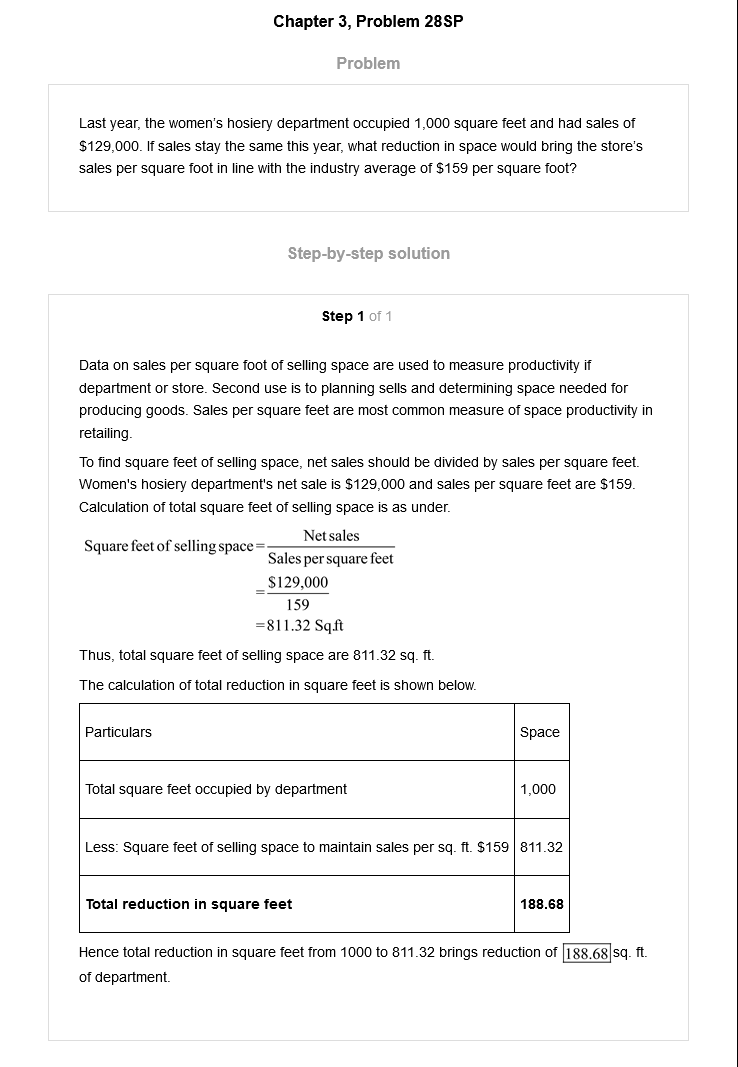 Chapter 3, Problem 28SP
Problem
Last year, the women's hosiery department occupied 1,000 square feet and had sales of
$129,000. If sales stay the same this year, what reduction in space would bring the store's
sales per square foot in line with the industry average of $159 per square foot?
Step-by-step solution
Step 1 of 1
Data on sales per square foot of selling space are used to measure productivity if
department or store. Second use is to planning sells and determining space needed for
producing goods. Sales per square feet are most common measure of space productivity in
retailing.
To find square feet of selling space, net sales should be divided by sales per square feet.
Women's hosiery department's net sale is $129,000 and sales per square feet are $159.
Calculation of total square feet of selling space is as under.
Square feet of selling space = Net sales
Sales per square feet
= $129,000
159
=811.32 Sq.ft
Thus, total square feet of selling space are 811.32 sq. ft.
The calculation of total reduction in square feet is shown below.
Particulars Space
Total square feet occupied by department 1,000
Less: Square feet of selling space to maintain sales per sq. ft. $159 811.32
Total reduction in square feet 188.68
Hence total reduction in square feet from 1000 to 811.32 brings reduction of 188.68 sq. ft.
of department.